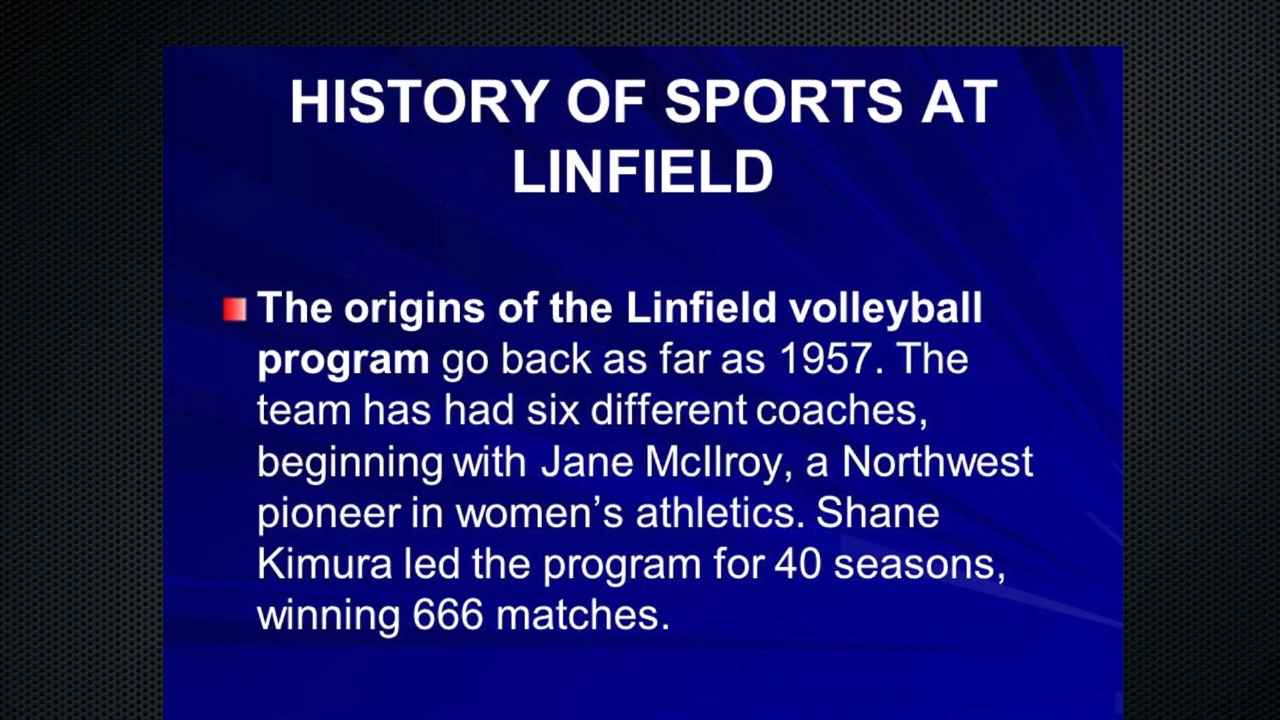 HISTORY OF SPORTS AT
LINFIELD
The origins of the Linfield volleyball
program go back as far as 1957. The
team has had six different coaches,
beginning with Jane McIlroy, a Northwest
pioneer in women’s athletics. Shane
Kimura led the program for 40 seasons,
winning 666 matches.